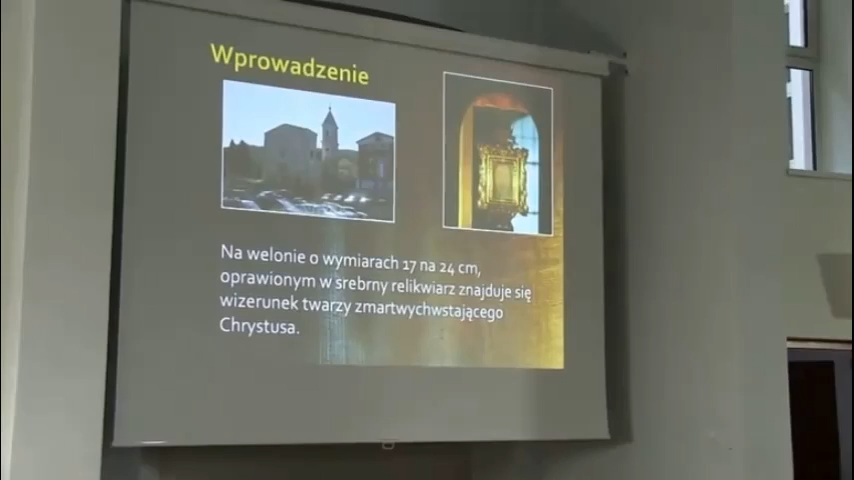 Wprowadzenie
Na welonie o wymiarach 17 na 24 cm,
oprawionym w srebrny relikwiarz znajduje się
wizerunek twarzy zmartwychwstającego
Chrystusa.